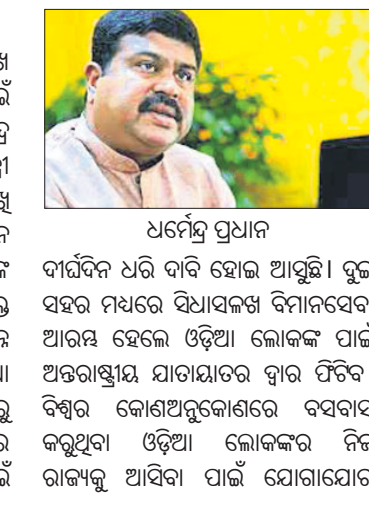 ଖ
ଇଁ
ଦ୍ର
ତ୍ରୀ
ଖି
ନ
ଙ୍କ
ନ୍ନ
ା
ରୁ
ର
ଇଁ
ଧର୍ମେନ୍ଦ୍ର ପ୍ରଧାନ
ଦୀର୍ଘଦିନ ଧରି ଦାବି ହୋଇ ଆସୁଛି। ଦୁଇ
ସହର ମଧ୍ୟରେ ସିଧାସଳଖ ବିମାନସେବ
ଆରମ୍ଭ ହେଲେ ଓଡ଼ିଆ ଲୋକଙ୍କ ପାଇଁ
ଅନ୍ତରାଷ୍ଟ୍ରୀୟ ଯାତାୟାତର ଦ୍ୱାର ଫିଟିବ
ବିଶ୍ୱର କୋଣଅନୁକୋଣରେ ବସବାସ
କରୁଥିବା ଓଡ଼ିଆ ଲୋକଙ୍କର ନିଜ
ରାଜ୍ୟକୁ ଆସିବା ପାଇଁ ଯୋଗାଯୋଗ